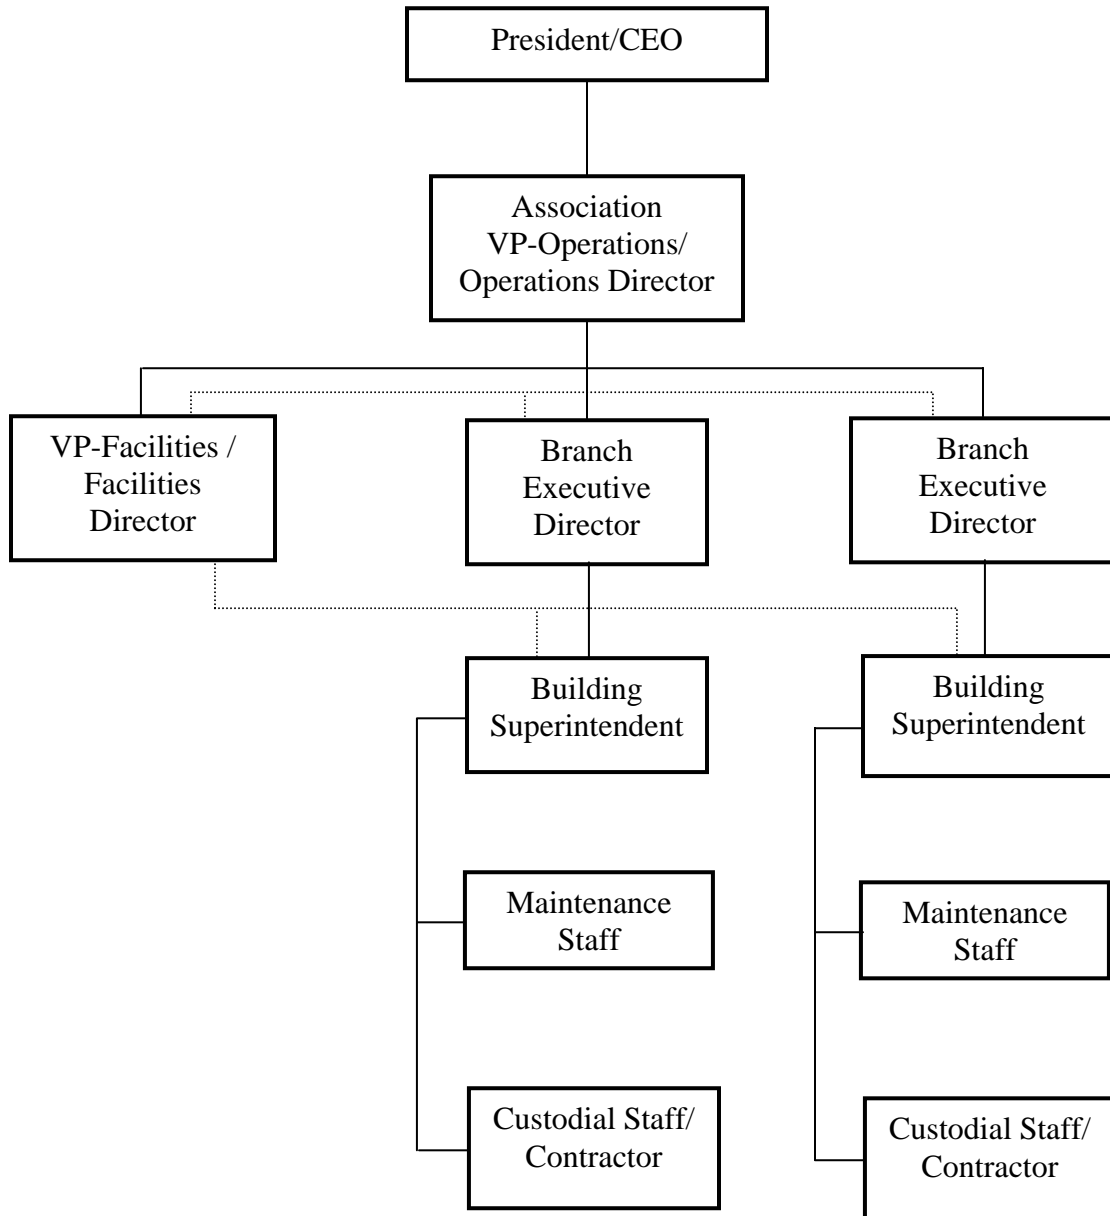 President/CEO
Association
VP-Operations/
Operations Director
VP-Facilities /
Facilities
Director
Branch
Executive
Director
Branch
Executive
Director
Building
Superintendent
Building
Superintendent
Maintenance
Staff
Maintenance
Staff
Custodial Staff/
Contractor
Custodial Staff/
Contractor